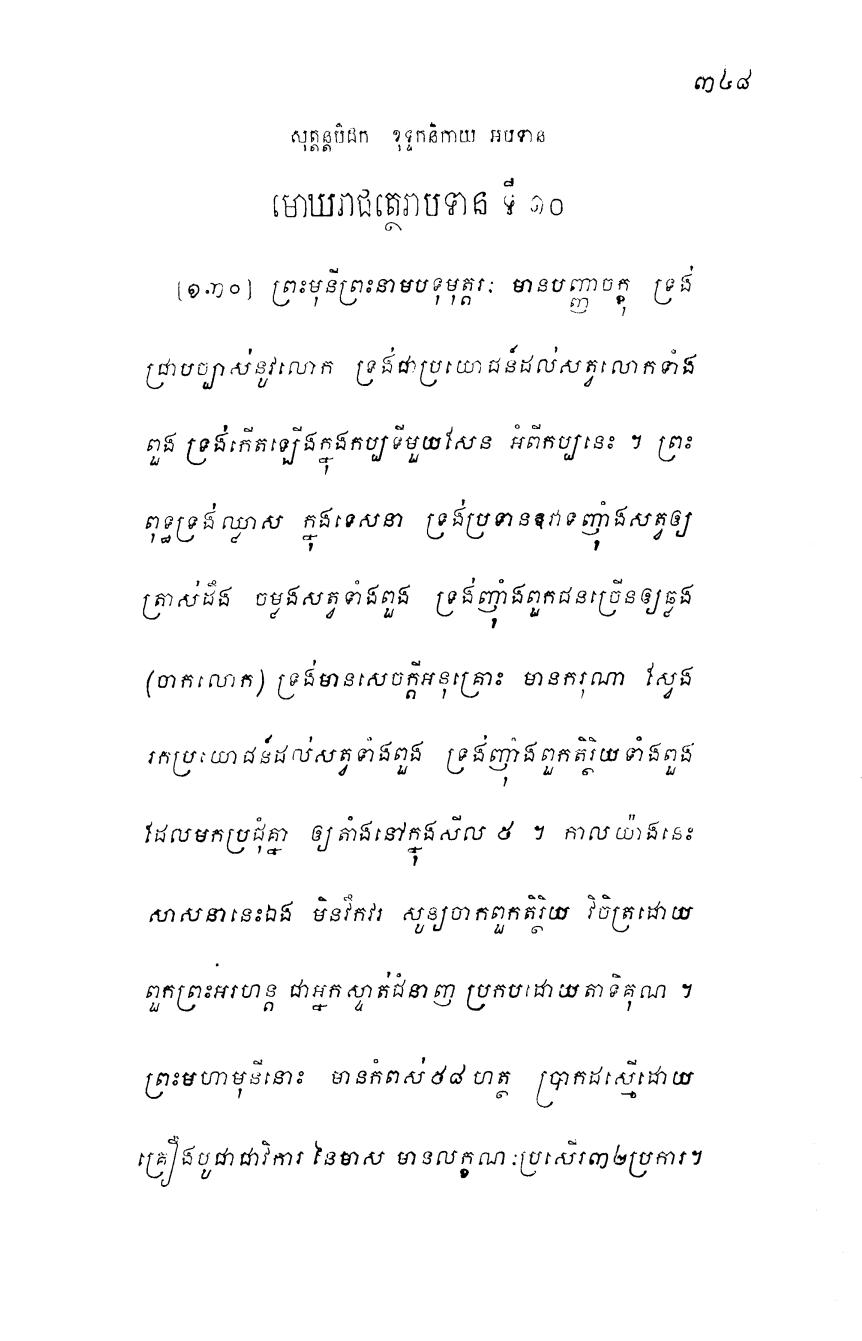 ៣៤៨
សុត្តន្តបិដក ខុទ្ទកនិកាយ អបទាន
មោឃរាជត្ថេរាបទាន ទី ១០
[១.៣០] ព្រះមុនីព្រះនាមបទុមុត្តរៈ មានបញ្ញាចក្ខុ ទ្រង់
ជ្រាបច្បាស់នូវលោក ទ្រង់ជាប្រយោជន៍ដល់សត្វលោកទាំង
ពួង ទ្រង់កើតឡើងក្នុងកប្បទីមួយសែន អំពីកប្បនេះ ។ ព្រះ
ពុទ្ធទ្រង់ឈ្លាស ក្នុងទេសនា ទ្រង់ប្រទានឱវាទញុំាងសត្វឲ្យ
ត្រាស់ដឹង ចម្លងសត្វទាំងពួង ទ្រង់ញុំាងពួកជនច្រើនឲ្យឆ្លង
(ចាកលោក) ទ្រង់មានសេចក្តីអនុគ្រោះ មានករុណា ស្វែង
រកប្រយោជន៍ដល់សត្វទាំងពួង ទ្រង់ញុំាងពួកតិរ្ថិយទាំងពួង
ដែលមកប្រជុំគ្នា ឲ្យតាំងនៅក្នុងសីល ៥ ។ កាលយ៉ាងនេះ
សាសនានេះឯង មិនវឹកវរ សូន្យចាកពួកតិរ្ថិយ វិចិត្រដោយ
ពួកព្រះអរហន្ត ជាអ្នកស្ទាត់ជំនាញ ប្រកបដោយតាទិគុណ ។
ព្រះមហាមុនីនោះ មានកំពស់៥៨ហត្ថ ប្រាកដស្មើដោយ
គ្រឿងបូជាជាវិការ នៃមាស មានលក្ខណៈប្រសើរ៣២ប្រការ។